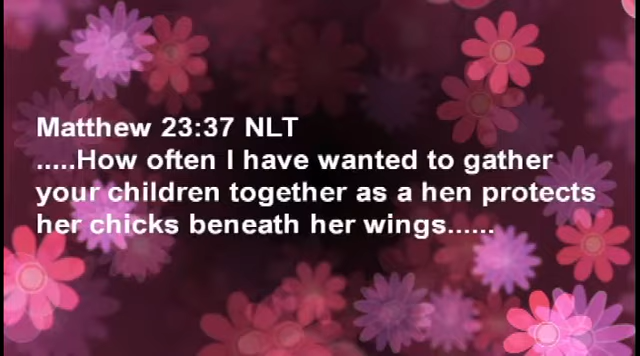 Matthew 23:37 NLT
.....How often I have wanted to gather
your children together as a hen protects
her chicks beneath her wings......